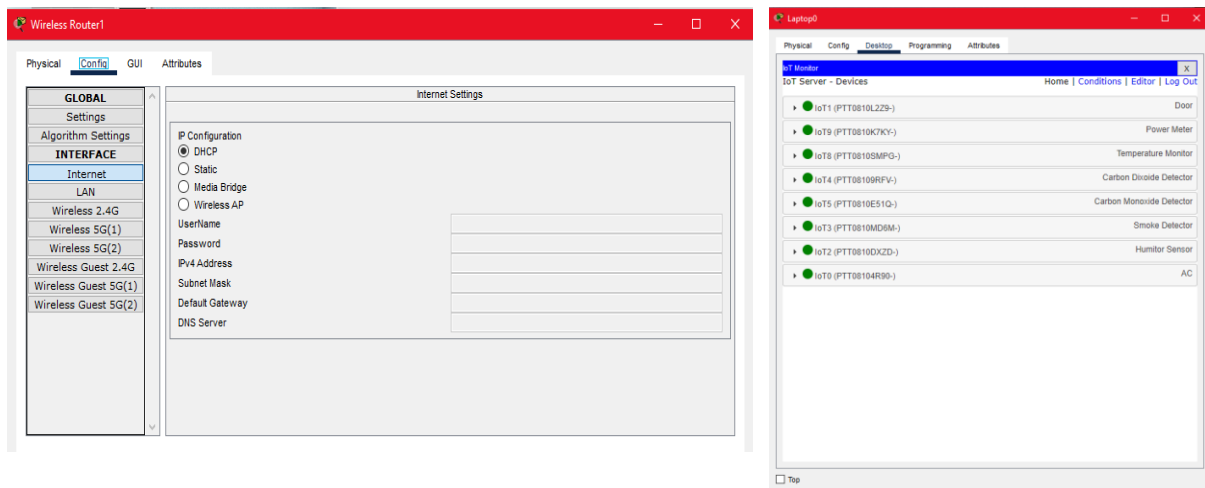 Wireless Router1
Physical Config GUI Attributes
GLOBAL
Settings
Algorithm Settings
INTERFACE
Internet
LAN
Wireless 2.4G
Wireless 5G(1)
Wireless 5G(2)
Wireless Guest 2.4G
Wireless Guest 5G(1)
Wireless Guest 5G(2)
Internet Settings
IP Configuration
DHCP
Static
Media Bridge
Wireless AP
UserName
Password
IPv4 Address
Subnet Mask
Default Gateway
DNS Server
Laptop0
Physical Config Desktop Programming Attributes
IoT Monitor X
IoT Server - Devices Home | Conditions | Editor | Log Out
IoT1 (PTT0810L2Z9-) Door
IoT9 (PTT0810K7KY-) Power Meter
IoT8 (PTT0810SMPG-) Temperature Monitor
IoT4 (PTT08109RFV-) Carbon Dixoide Detector
IoT5 (PTT0810E51Q-) Carbon Monoxide Detector
IoT3 (PTT0810MD6M-) Smoke Detector
IoT2 (PTT0810DXZD-) Humitor Sensor
IoT0 (PTT08104R90-) AC
Top